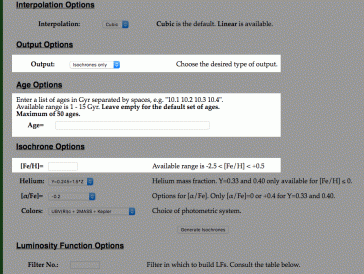 Interpolation Options
Interpolation: Cubic Cubic is the default. Linear is available.
Output Options
Output: Isochrones only Choose the desired type of output.
Age Options
Enter a list of ages in Gyr separated by spaces, e.g. "10.1 10.2 10.3 10.4".
Available range is 1 - 15 Gyr. Leave empty for the default set of ages.
Maximum of 50 ages.
Age=
Isochrone Options
[Fe/H]= Available range is -2.5 < [Fe/H] < +0.5
Helium: Y=0.245+1.5*Z Helium mass fraction. Y=0.33 and 0.40 only available for [Fe/H] ≤ 0.
[α/Fe]= -0.2 Options for [α/Fe]. Only [α/Fe]=0 or +0.4 for Y=0.33 and 0.40.
Colors: UBV(RI)c + 2MASS + Kepler Choice of photometric system.
Generate Isochrones
Luminosity Function Options
Filter No.: Filter in which to build LFs. Consult the table below.